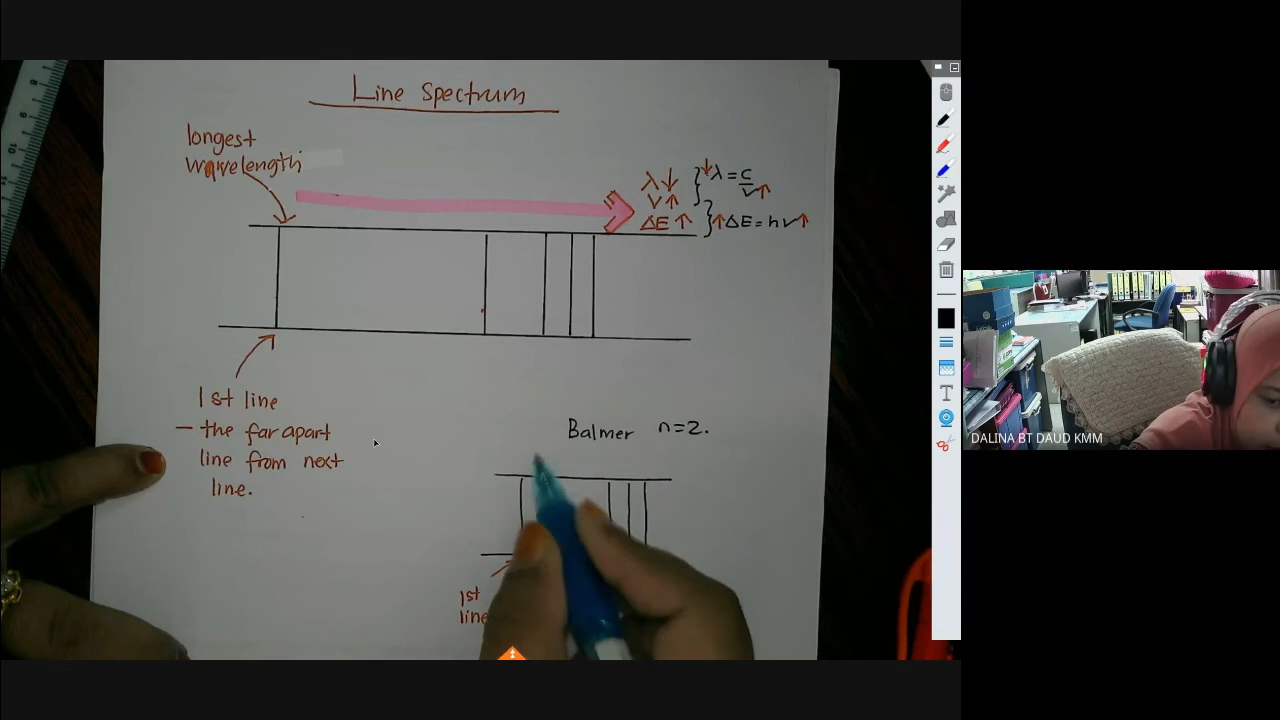 Line Spectrum
longest
wavelength
λ↓
ν↑
ΔE↑
↓λ = c/ν↑
↑ΔE = hν↑
1st line
- the far apart
line from next
line.
Balmer n=2.
1st
line
DALINA BT DAUD KMM